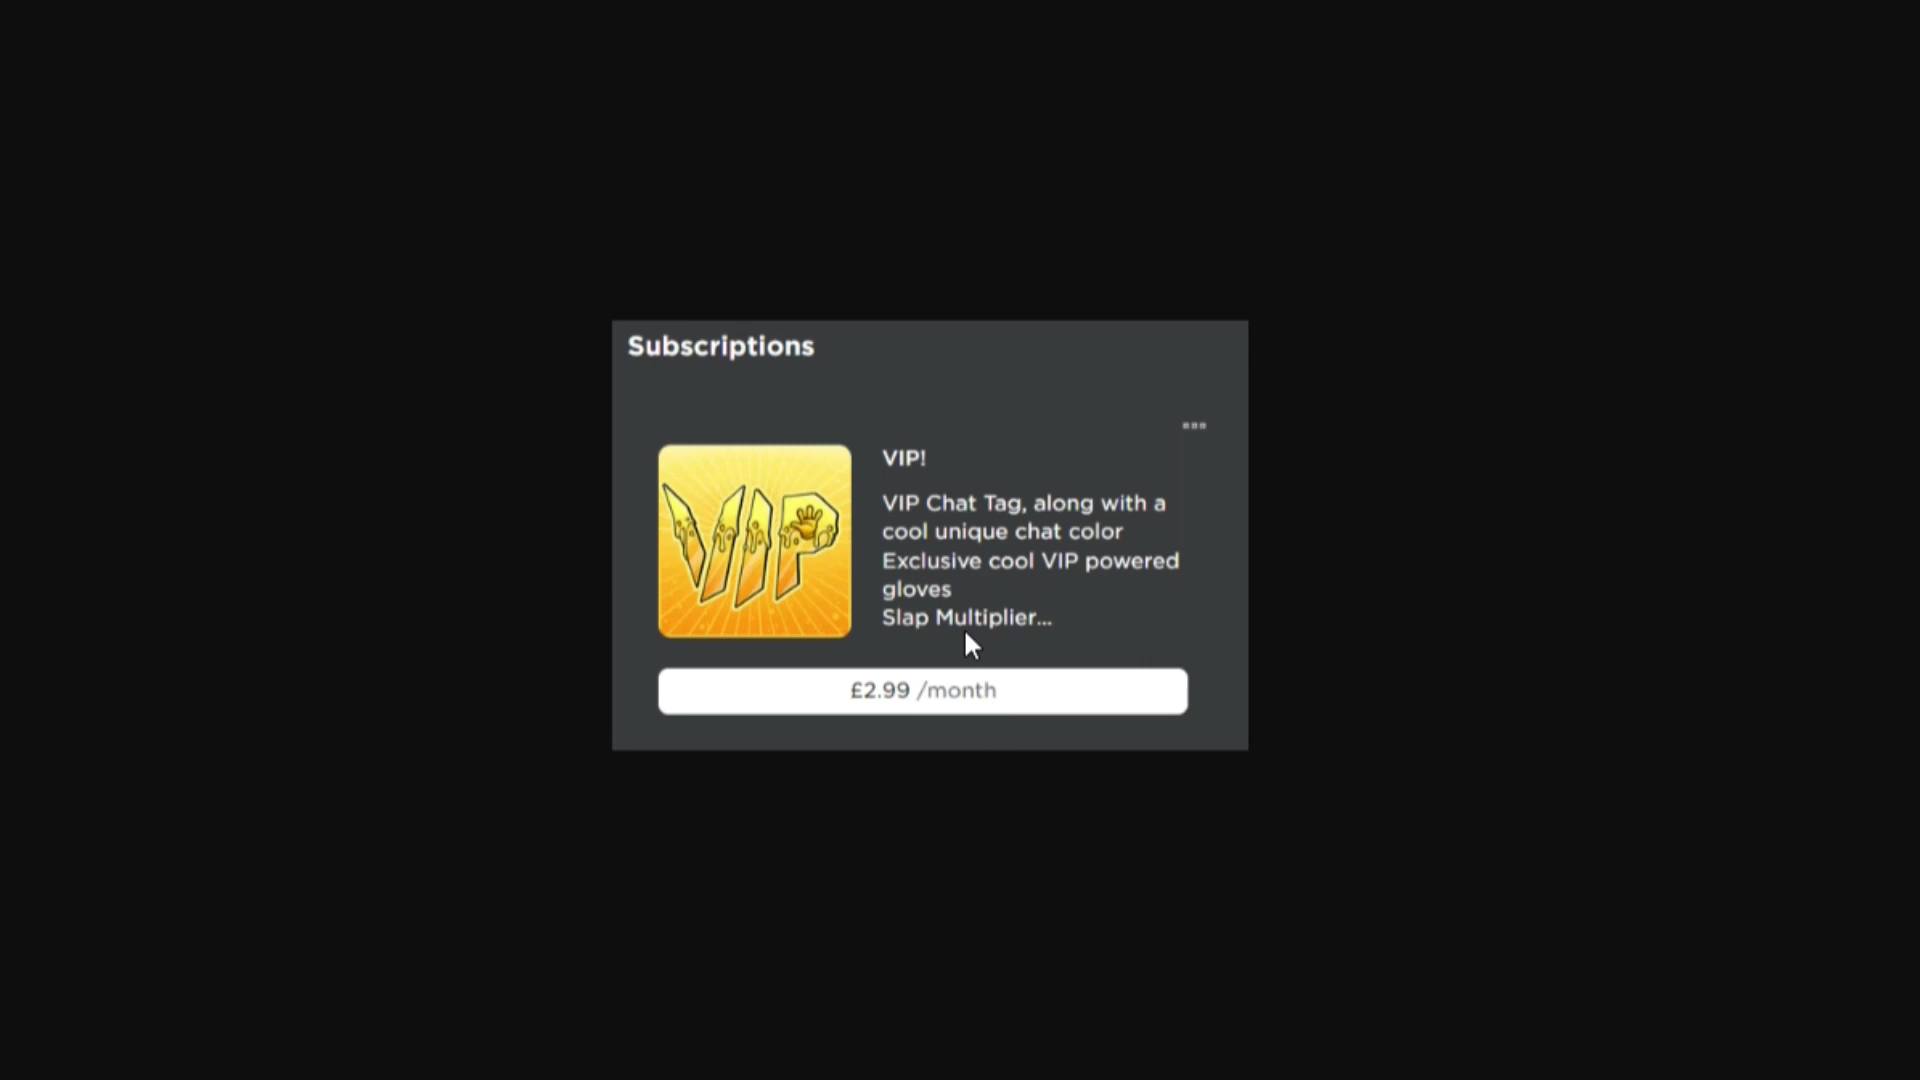 Subscriptions
VIP
VIP!
VIP Chat Tag, along with a
cool unique chat color
Exclusive cool VIP powered
gloves
Slap Multiplier...
£2.99 /month